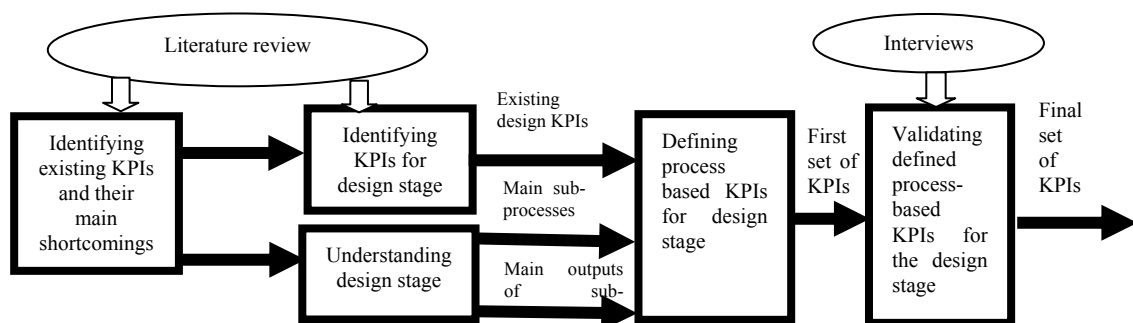 Literature review
Interviews
Identifying
existing KPIs
and their
main
shortcomings
Identifying
KPIs for
design stage
Understanding
design stage
Existing
design KPIs
Main sub-
processes
Main outputs
of sub-
Defining
process
based KPIs
for design
stage
First
set of
KPIs
Validating
defined
process-
based
KPIs for
the design
stage
Final
set
of
KPIs